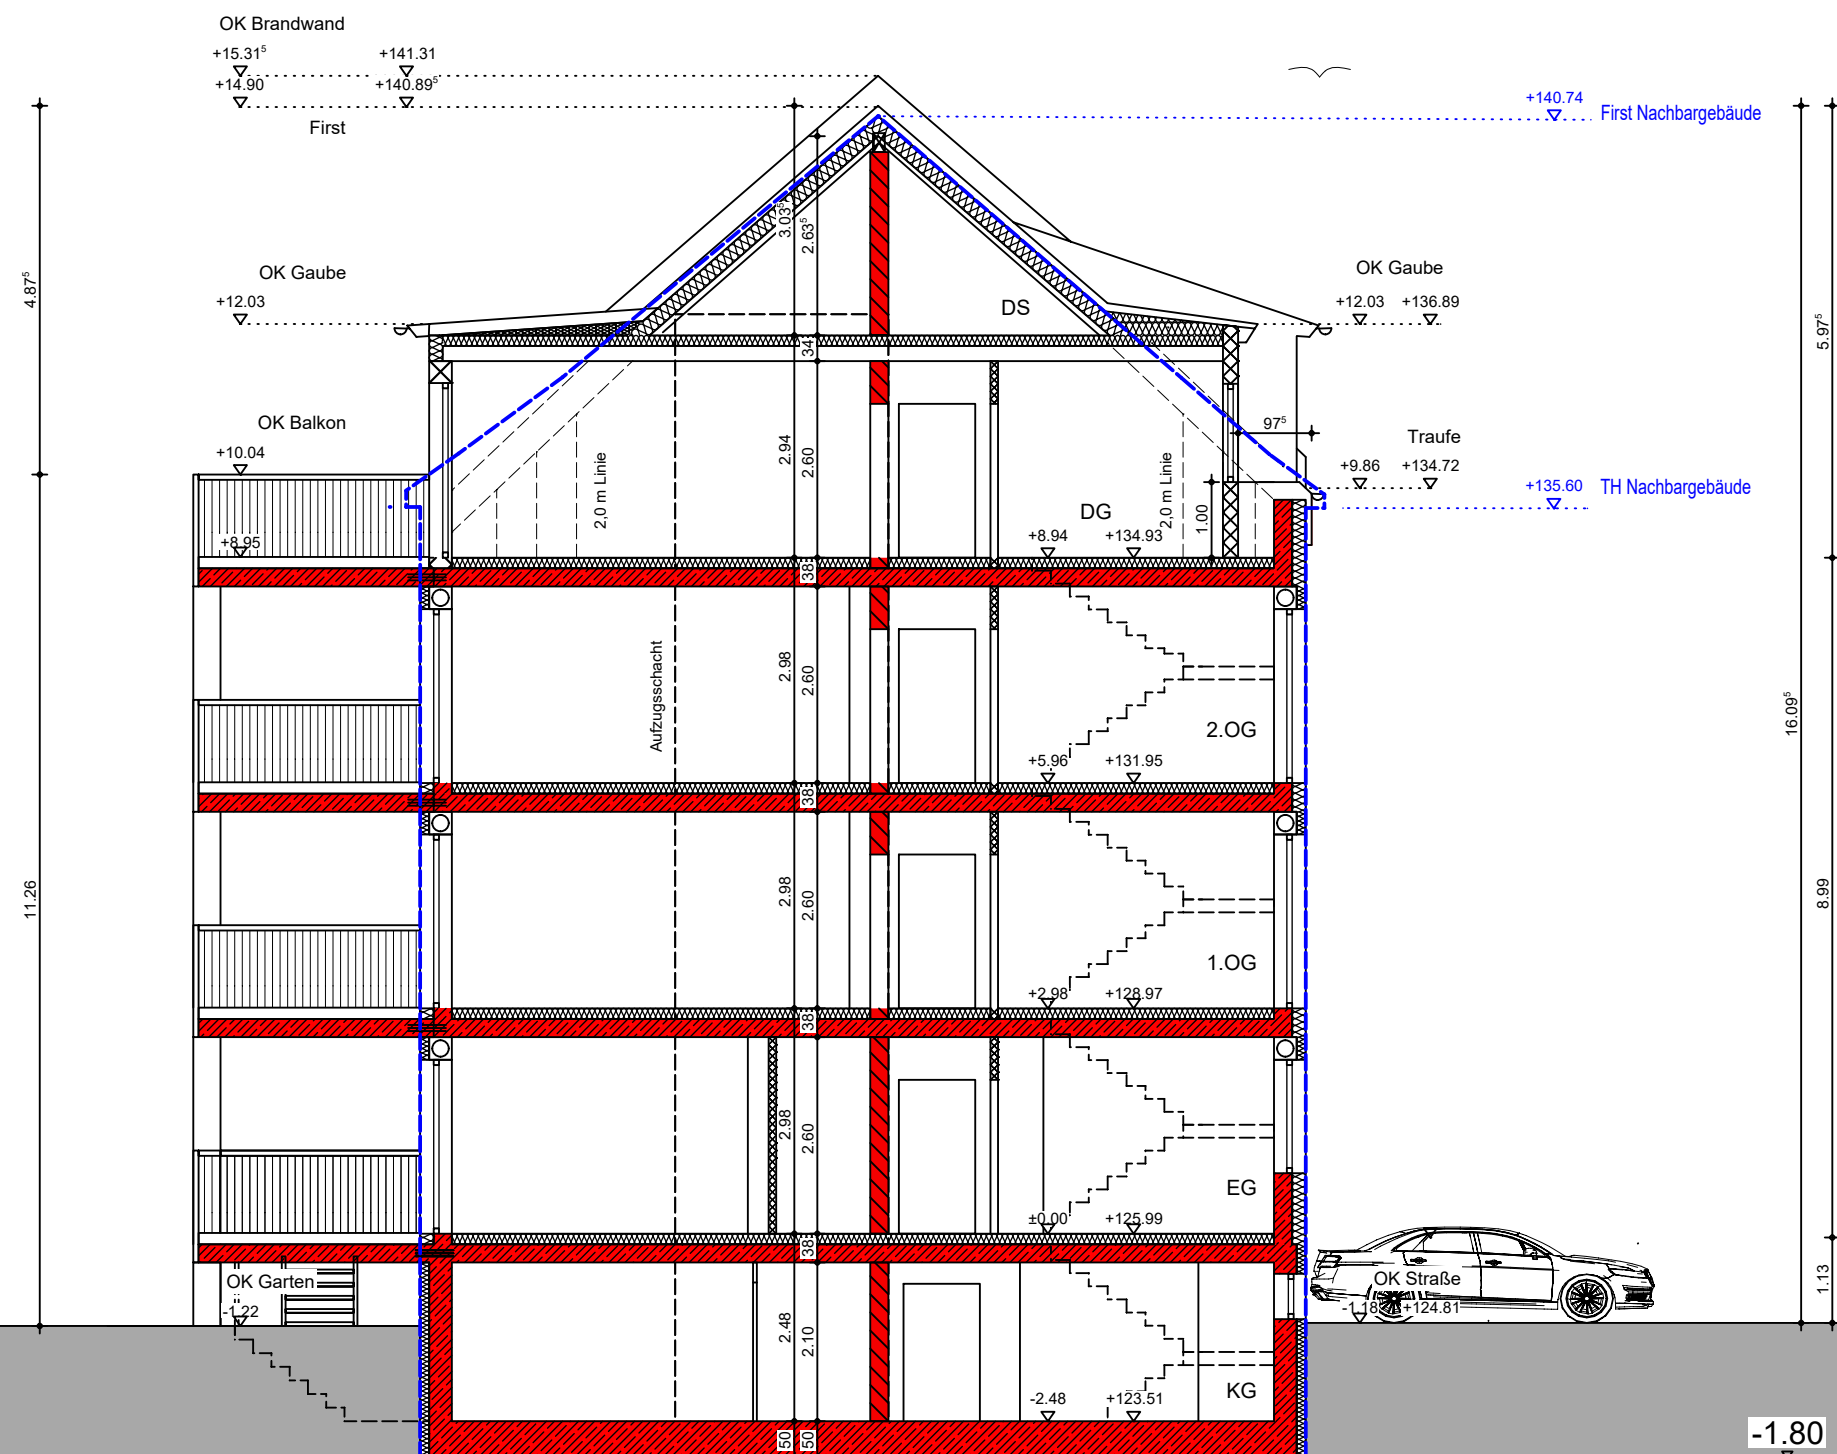 OK Brandwand
+15.31⁵ +141.31
+14.90 +140.89⁵
First
+140.74 First Nachbargebäude
4.87⁵
3.03⁵
2.63⁵
OK Gaube
+12.03
DS
OK Gaube
+12.03 +136.89
5.97⁵
34
OK Balkon
+10.04
2,0 m Linie
2.94
2.60
2,0 m Linie
97⁵
Traufe
+9.86 +134.72
+135.60 TH Nachbargebäude
1.00
DG
+8.94 +134.93
+8.95
38
Aufzugsschacht
2.98
2.60
2.OG
+5.96 +131.95
16.09⁵
38
11.26
2.98
2.60
8.99
1.OG
+2.98 +128.97
38
2.98
2.60
EG
±0.00 +125.99
38
OK Garten
-1.22
OK Straße
-1.18 +124.81
1.13
2.48
2.10
KG
-2.48 +123.51
50
50
-1.80